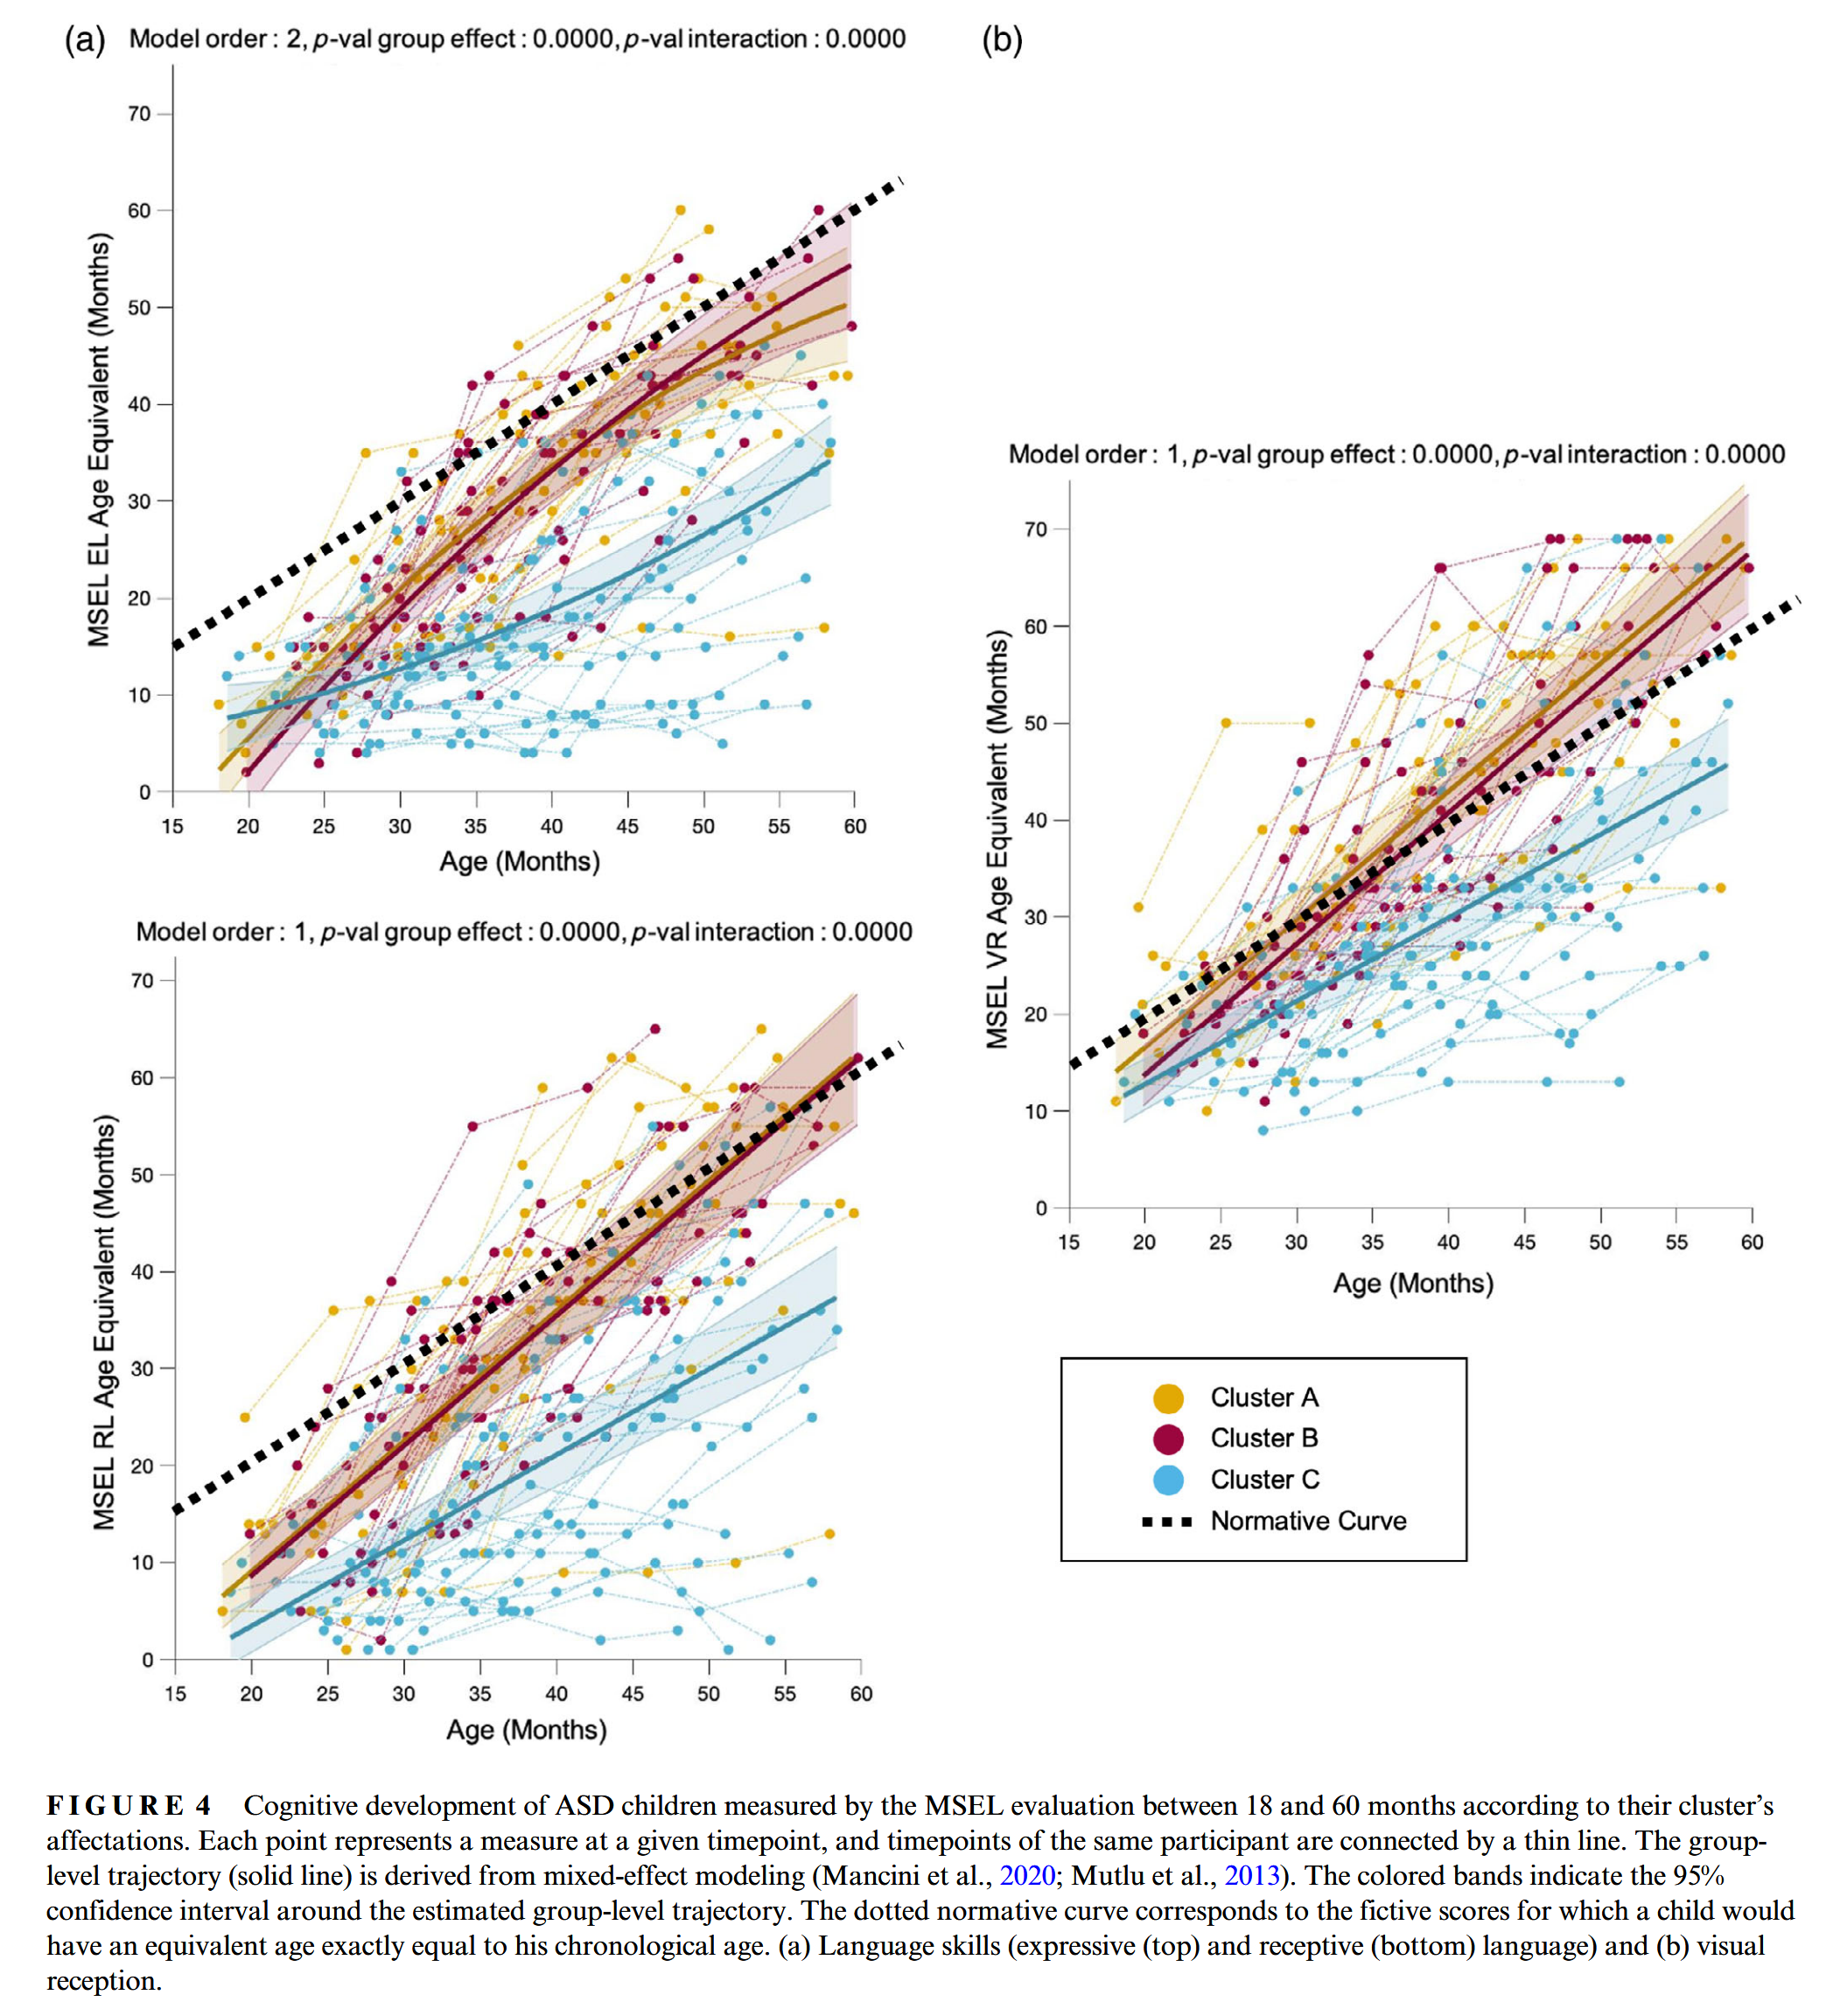 (a) Model order : 2, p-val group effect : 0.0000, p-val interaction : 0.0000
MSEL EL Age Equivalent (Months)
70
60
50
40
30
20
10
0
15 20 25 30 35 40 45 50 55 60
Age (Months)
Model order : 1, p-val group effect : 0.0000, p-val interaction : 0.0000
MSEL RL Age Equivalent (Months)
70
60
50
40
30
20
10
0
15 20 25 30 35 40 45 50 55 60
Age (Months)
(b)
Model order : 1, p-val group effect : 0.0000, p-val interaction : 0.0000
MSEL VR Age Equivalent (Months)
70
60
50
40
30
20
10
0
15 20 25 30 35 40 45 50 55 60
Age (Months)
Cluster A
Cluster B
Cluster C
Normative Curve
FIGURE 4 Cognitive development of ASD children measured by the MSEL evaluation between 18 and 60 months according to their cluster's
affectations. Each point represents a measure at a given timepoint, and timepoints of the same participant are connected by a thin line. The group-
level trajectory (solid line) is derived from mixed-effect modeling (Mancini et al., 2020; Mutlu et al., 2013). The colored bands indicate the 95%
confidence interval around the estimated group-level trajectory. The dotted normative curve corresponds to the fictive scores for which a child would
have an equivalent age exactly equal to his chronological age. (a) Language skills (expressive (top) and receptive (bottom) language) and (b) visual
reception.